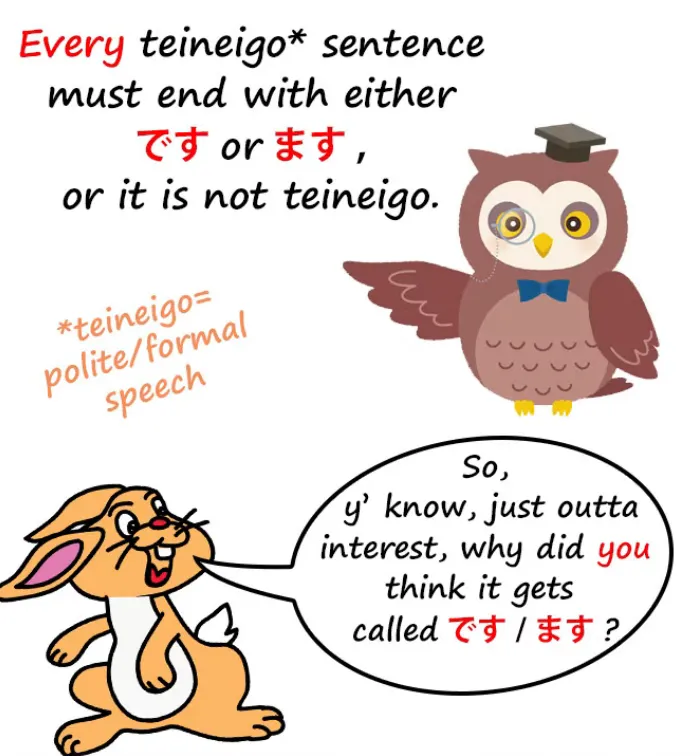 Every teineigo* sentence
must end with either
です or ます ,
or it is not teineigo.
*teineigo=
polite/formal
speech
So,
y' know, just outta
interest, why did you
think it gets
called です / ます ?